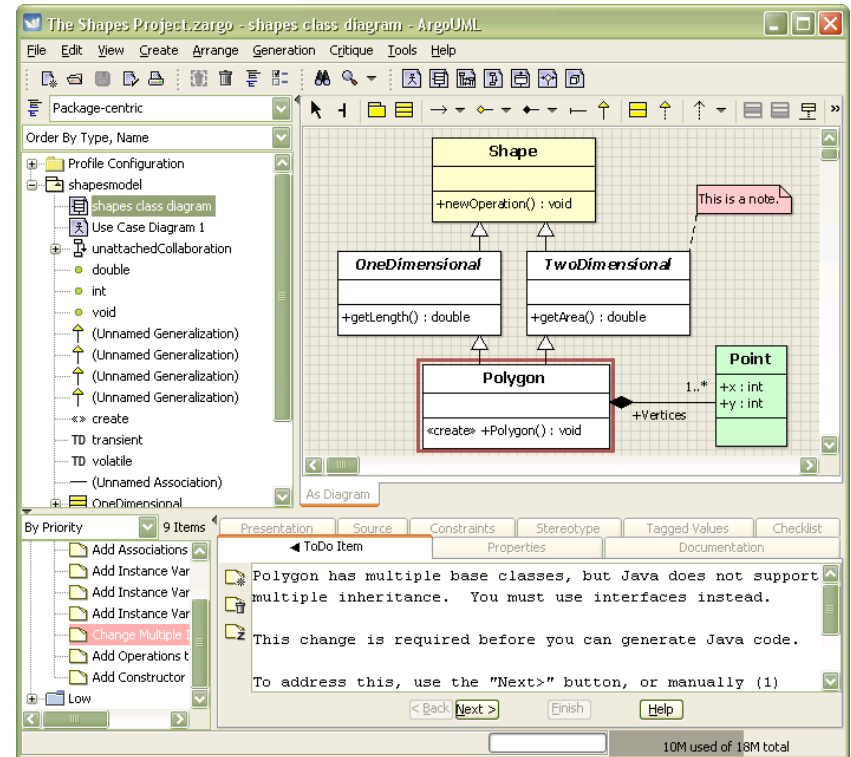 The Shapes Project.zargo - shapes class diagram - ArgoUML
File Edit View Create Arrange Generation Critique Tools Help
Package-centric
Order By Type, Name
Profile Configuration
shapesmodel
shapes class diagram
Use Case Diagram 1
unattachedCollaboration
double
int
void
(Unnamed Generalization)
(Unnamed Generalization)
(Unnamed Generalization)
(Unnamed Generalization)
«» create
TD transient
TD volatile
(Unnamed Association)
OneDimensional
Shape
+newOperation() : void
This is a note.
OneDimensional
+getLength() : double
TwoDimensional
+getArea() : double
Polygon
«create» +Polygon() : void
1..*
+Vertices
Point
+x : int
+y : int
As Diagram
By Priority
9 Items
Add Associations
Add Instance Var
Add Instance Var
Add Instance Var
Change Multiple I
Add Operations t
Add Constructor
Low
Presentation Source Constraints Stereotype Tagged Values Checklist
ToDo Item Properties Documentation
Polygon has multiple base classes, but Java does not support
multiple inheritance. You must use interfaces instead.
This change is required before you can generate Java code.
To address this, use the "Next>" button, or manually (1)
< Back Next > Finish Help
10M used of 18M total